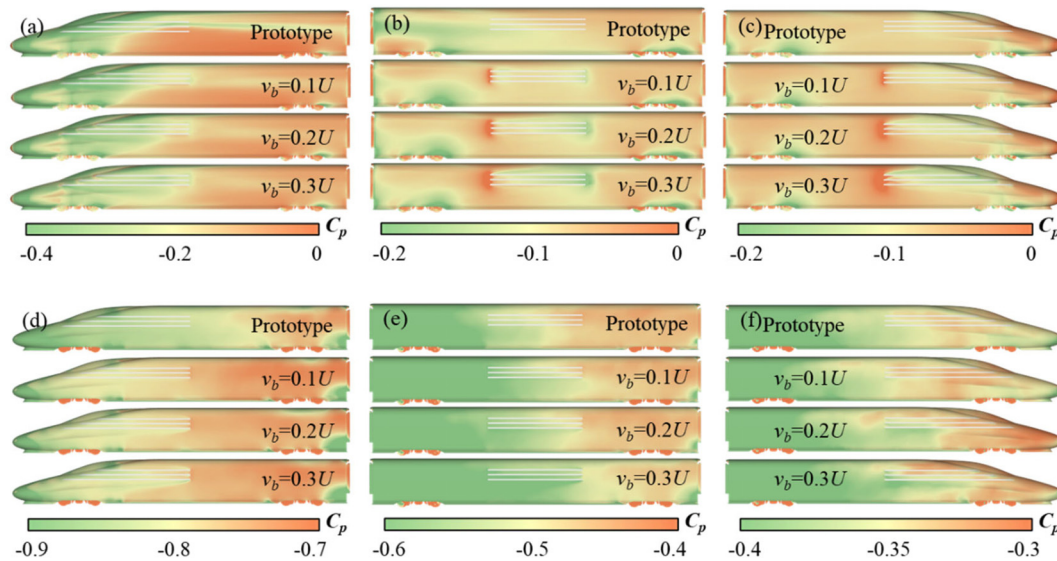 (a) Prototype
v_b=0.1U
v_b=0.2U
v_b=0.3U
C_p
-0.4 -0.2 0
(b) Prototype
v_b=0.1U
v_b=0.2U
v_b=0.3U
C_p
-0.2 -0.1 0
(c) Prototype
v_b=0.1U
v_b=0.2U
v_b=0.3U
C_p
-0.2 -0.1 0
(d) Prototype
v_b=0.1U
v_b=0.2U
v_b=0.3U
C_p
-0.9 -0.8 -0.7
(e) Prototype
v_b=0.1U
v_b=0.2U
v_b=0.3U
C_p
-0.6 -0.5 -0.4
(f) Prototype
v_b=0.1U
v_b=0.2U
v_b=0.3U
C_p
-0.4 -0.35 -0.3